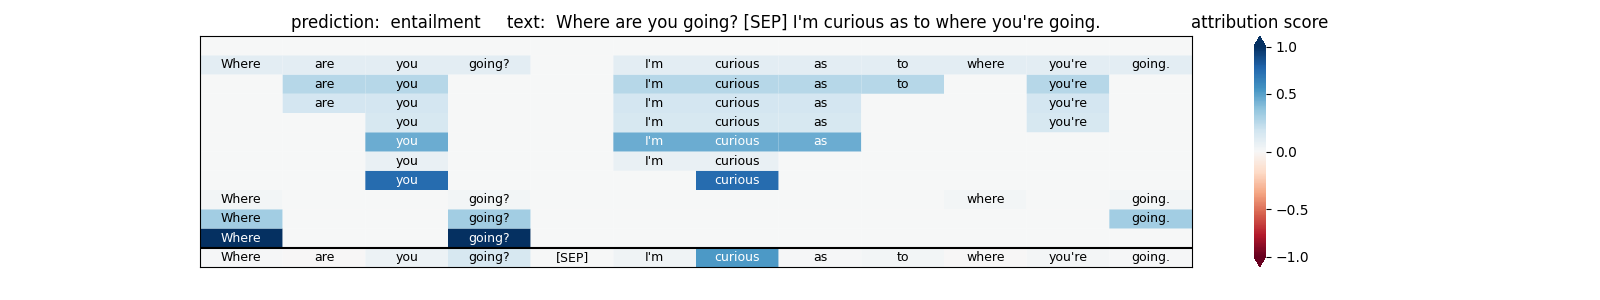 prediction:  entailment     text:  Where are you going? [SEP] I'm curious as to where you're going.
attribution score
Where are you going? I'm curious as to where you're going.
are you I'm curious as to you're
are you I'm curious as you're
you I'm curious as you're
you I'm curious as
you I'm curious
you curious
Where going? where going.
Where going? going.
Where going?
Where are you going? [SEP] I'm curious as to where you're going.
1.0
0.5
0.0
−0.5
−1.0